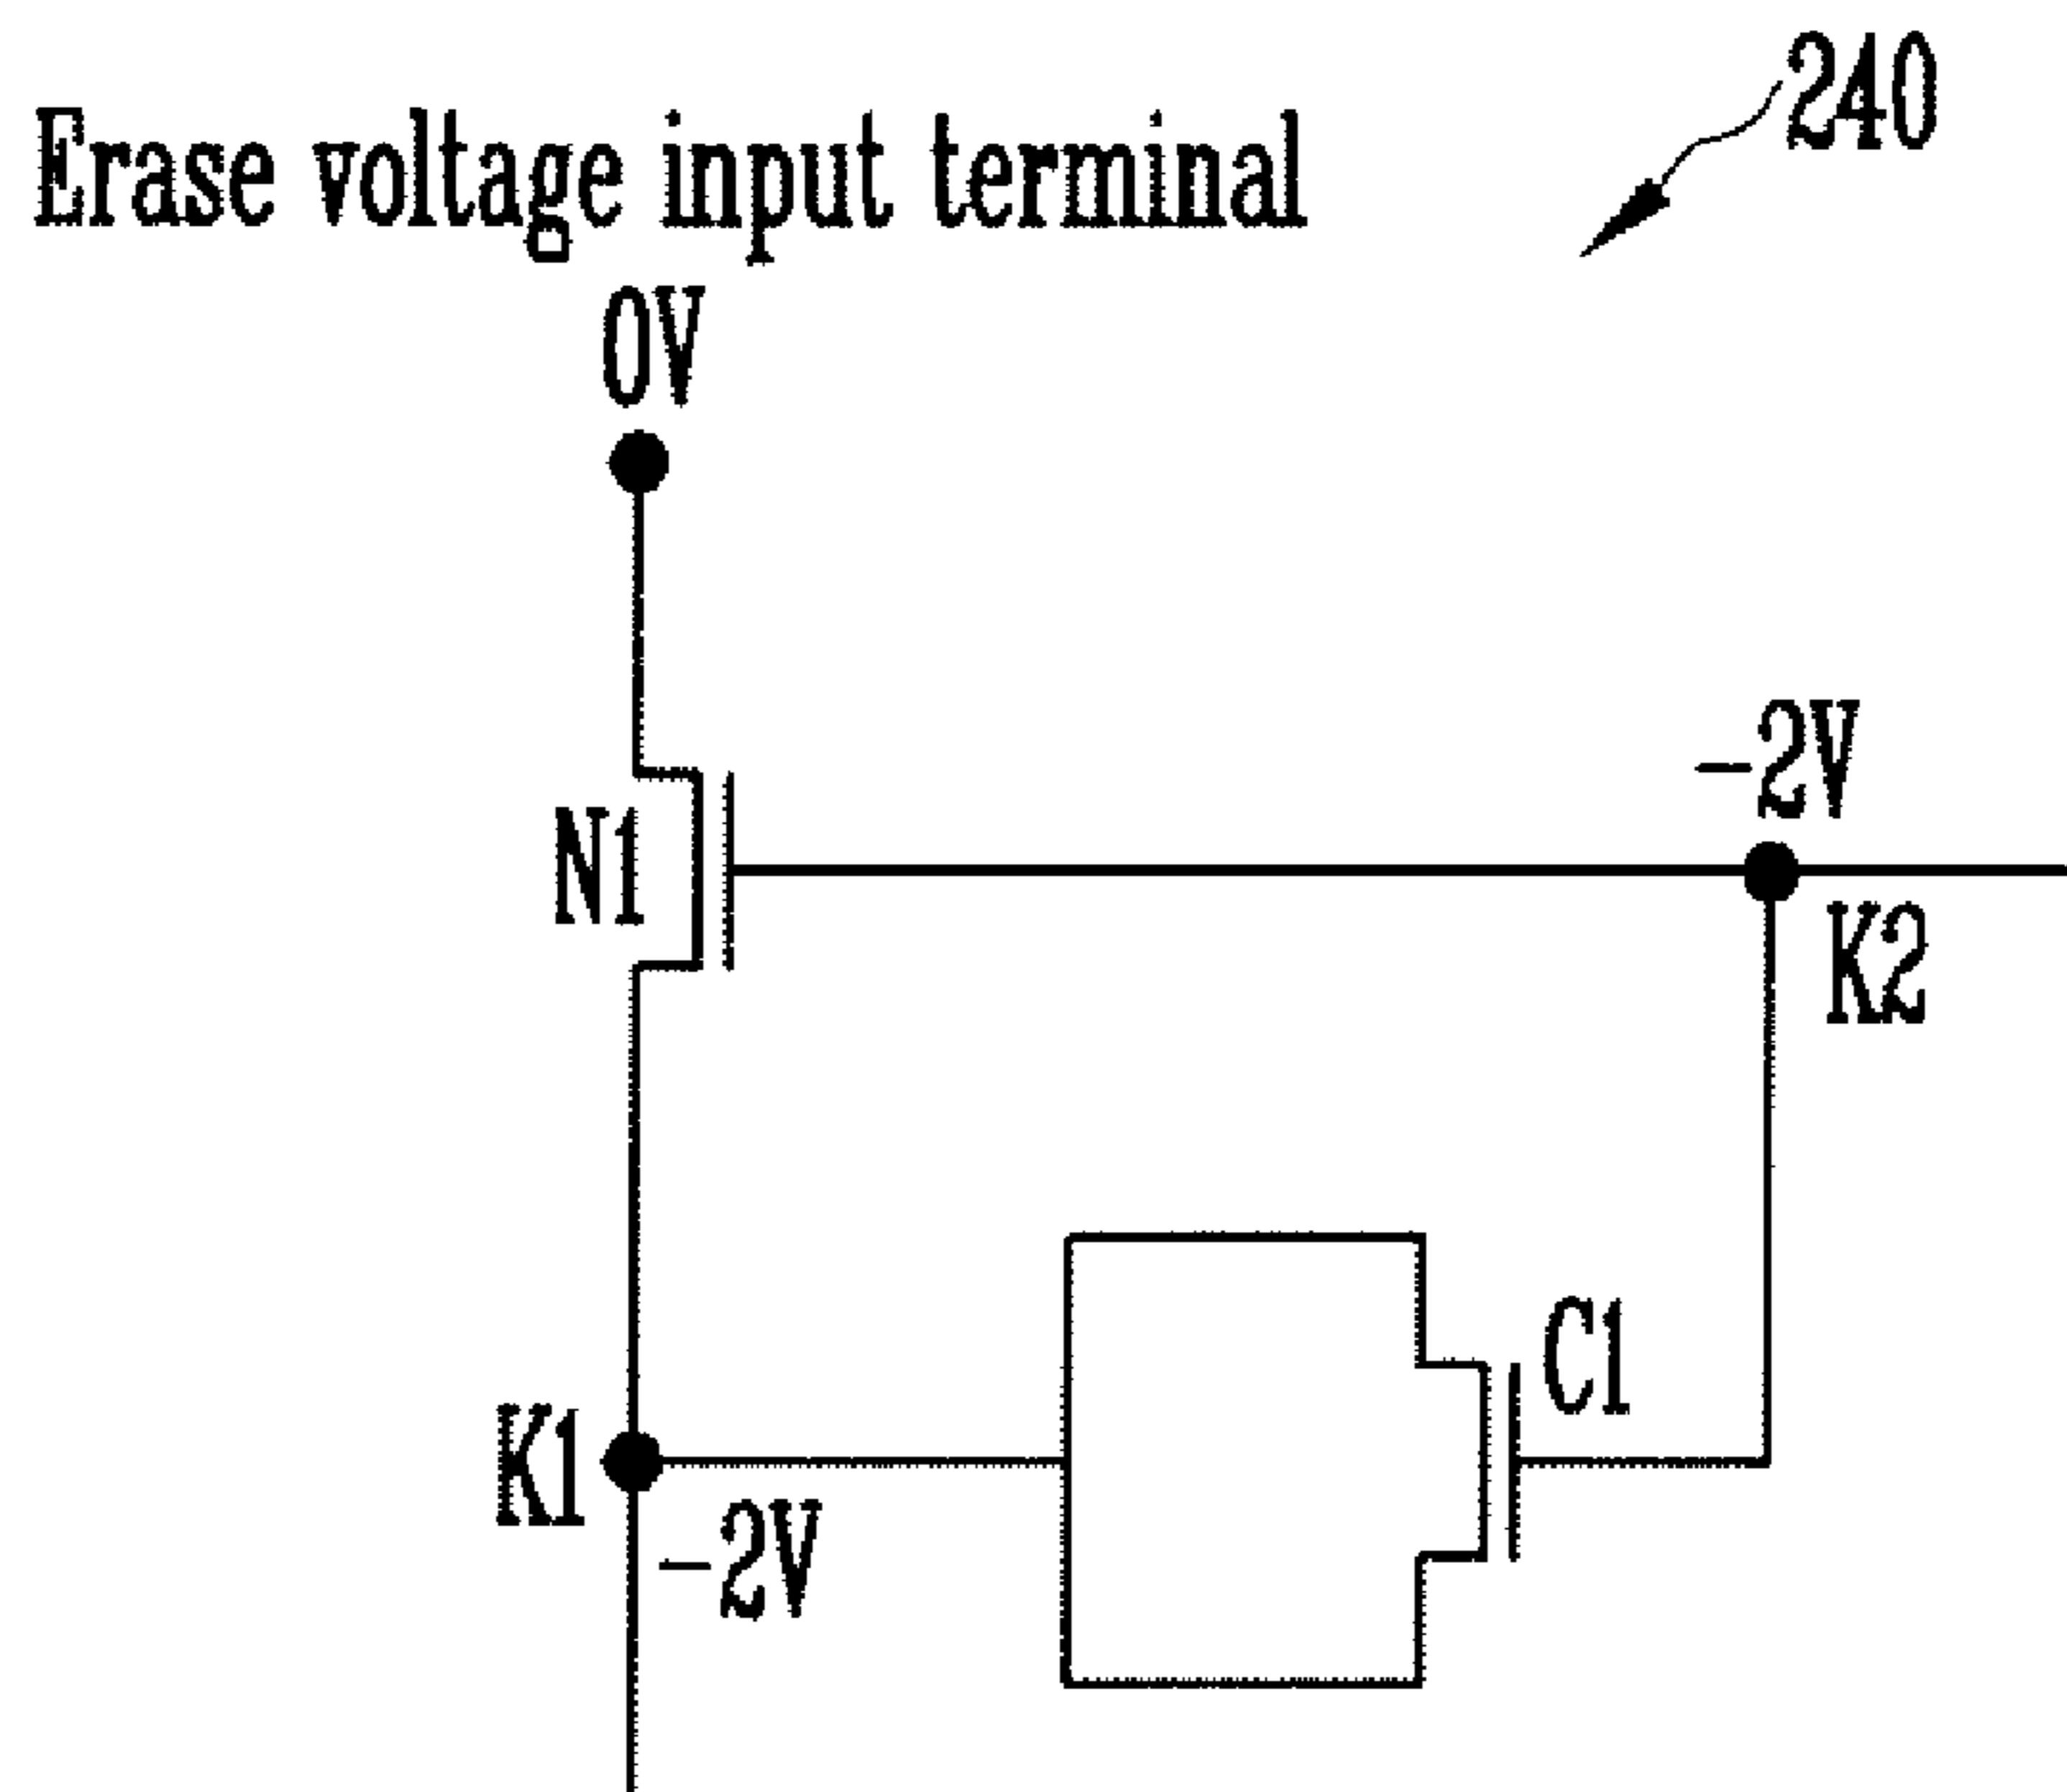 240
Erase voltage input terminal
0V
-2V
N1
K2
C1
K1
-2V